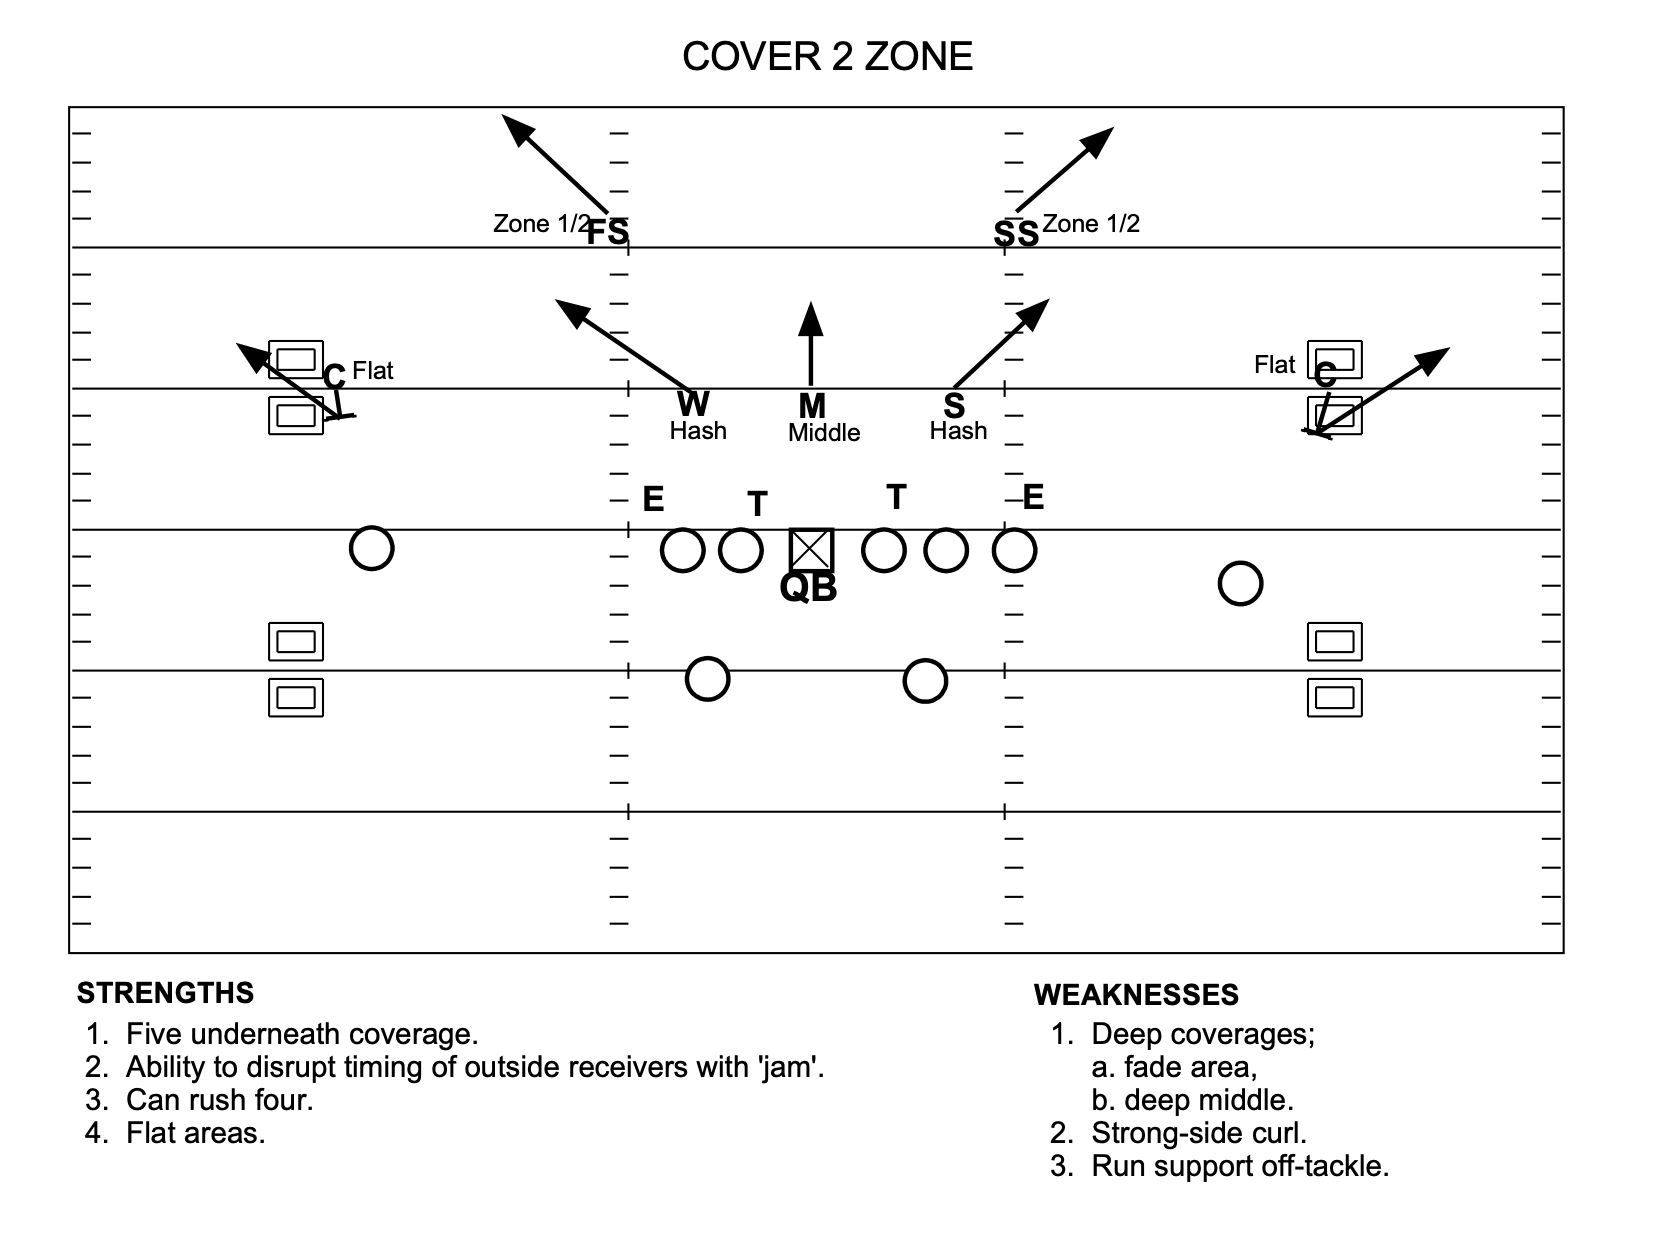 COVER 2 ZONE
Zone 1/2 FS SS Zone 1/2
C Flat Flat C
W M S
Hash Middle Hash
E T T E
QB
STRENGTHS
1. Five underneath coverage.
2. Ability to disrupt timing of outside receivers with 'jam'.
3. Can rush four.
4. Flat areas.
WEAKNESSES
1. Deep coverages;
a. fade area,
b. deep middle.
2. Strong-side curl.
3. Run support off-tackle.